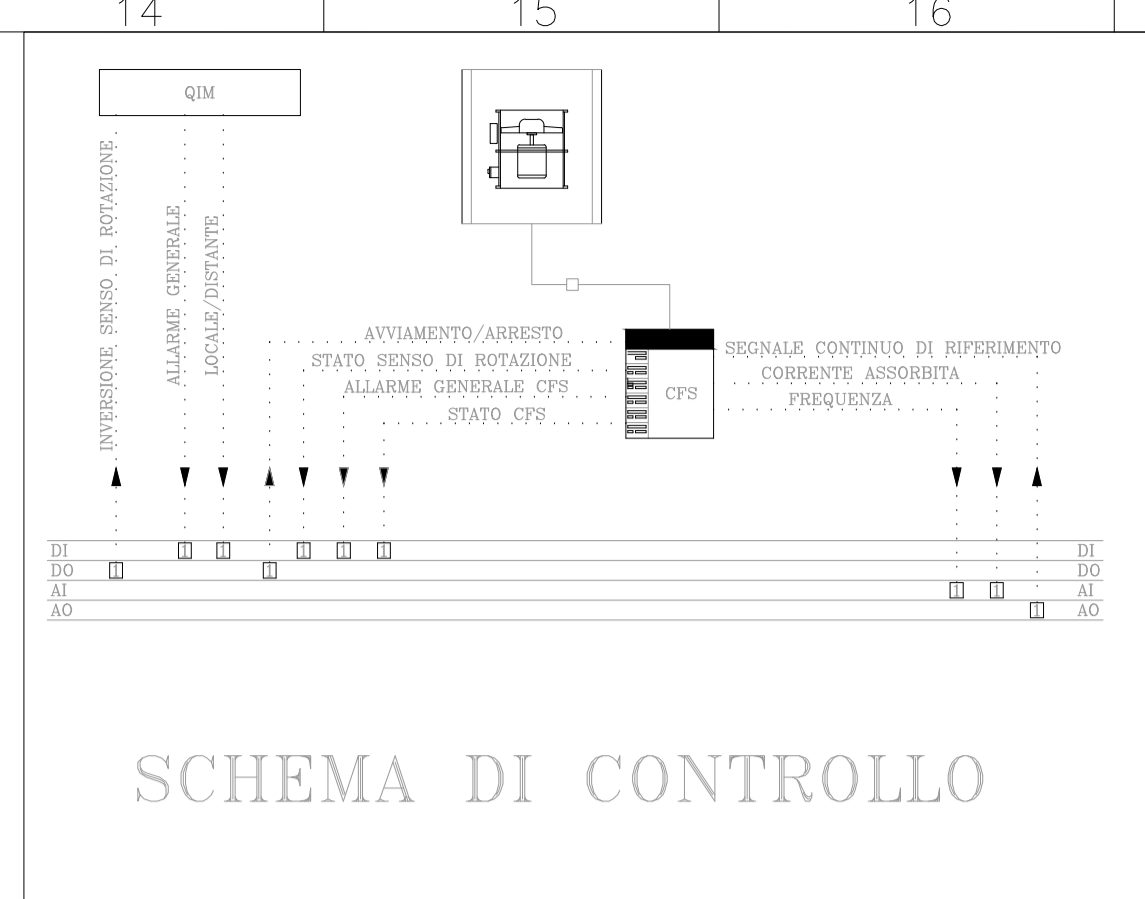 14 15 16
QIM
INVERSIONE SENSO DI ROTAZIONE
ALLARME GENERALE
LOCALE/DISTANTE
AVVIAMENTO/ARRESTO
STATO SENSO DI ROTAZIONE
ALLARME GENERALE CFS
STATO CFS
CFS
SEGNALE CONTINUO DI RIFERIMENTO
CORRENTE ASSORBITA
FREQUENZA
DI 1 1 1 1 1 DI
DO 1 1 DO
AI 1 1 AI
AO 1 AO
SCHEMA DI CONTROLLO